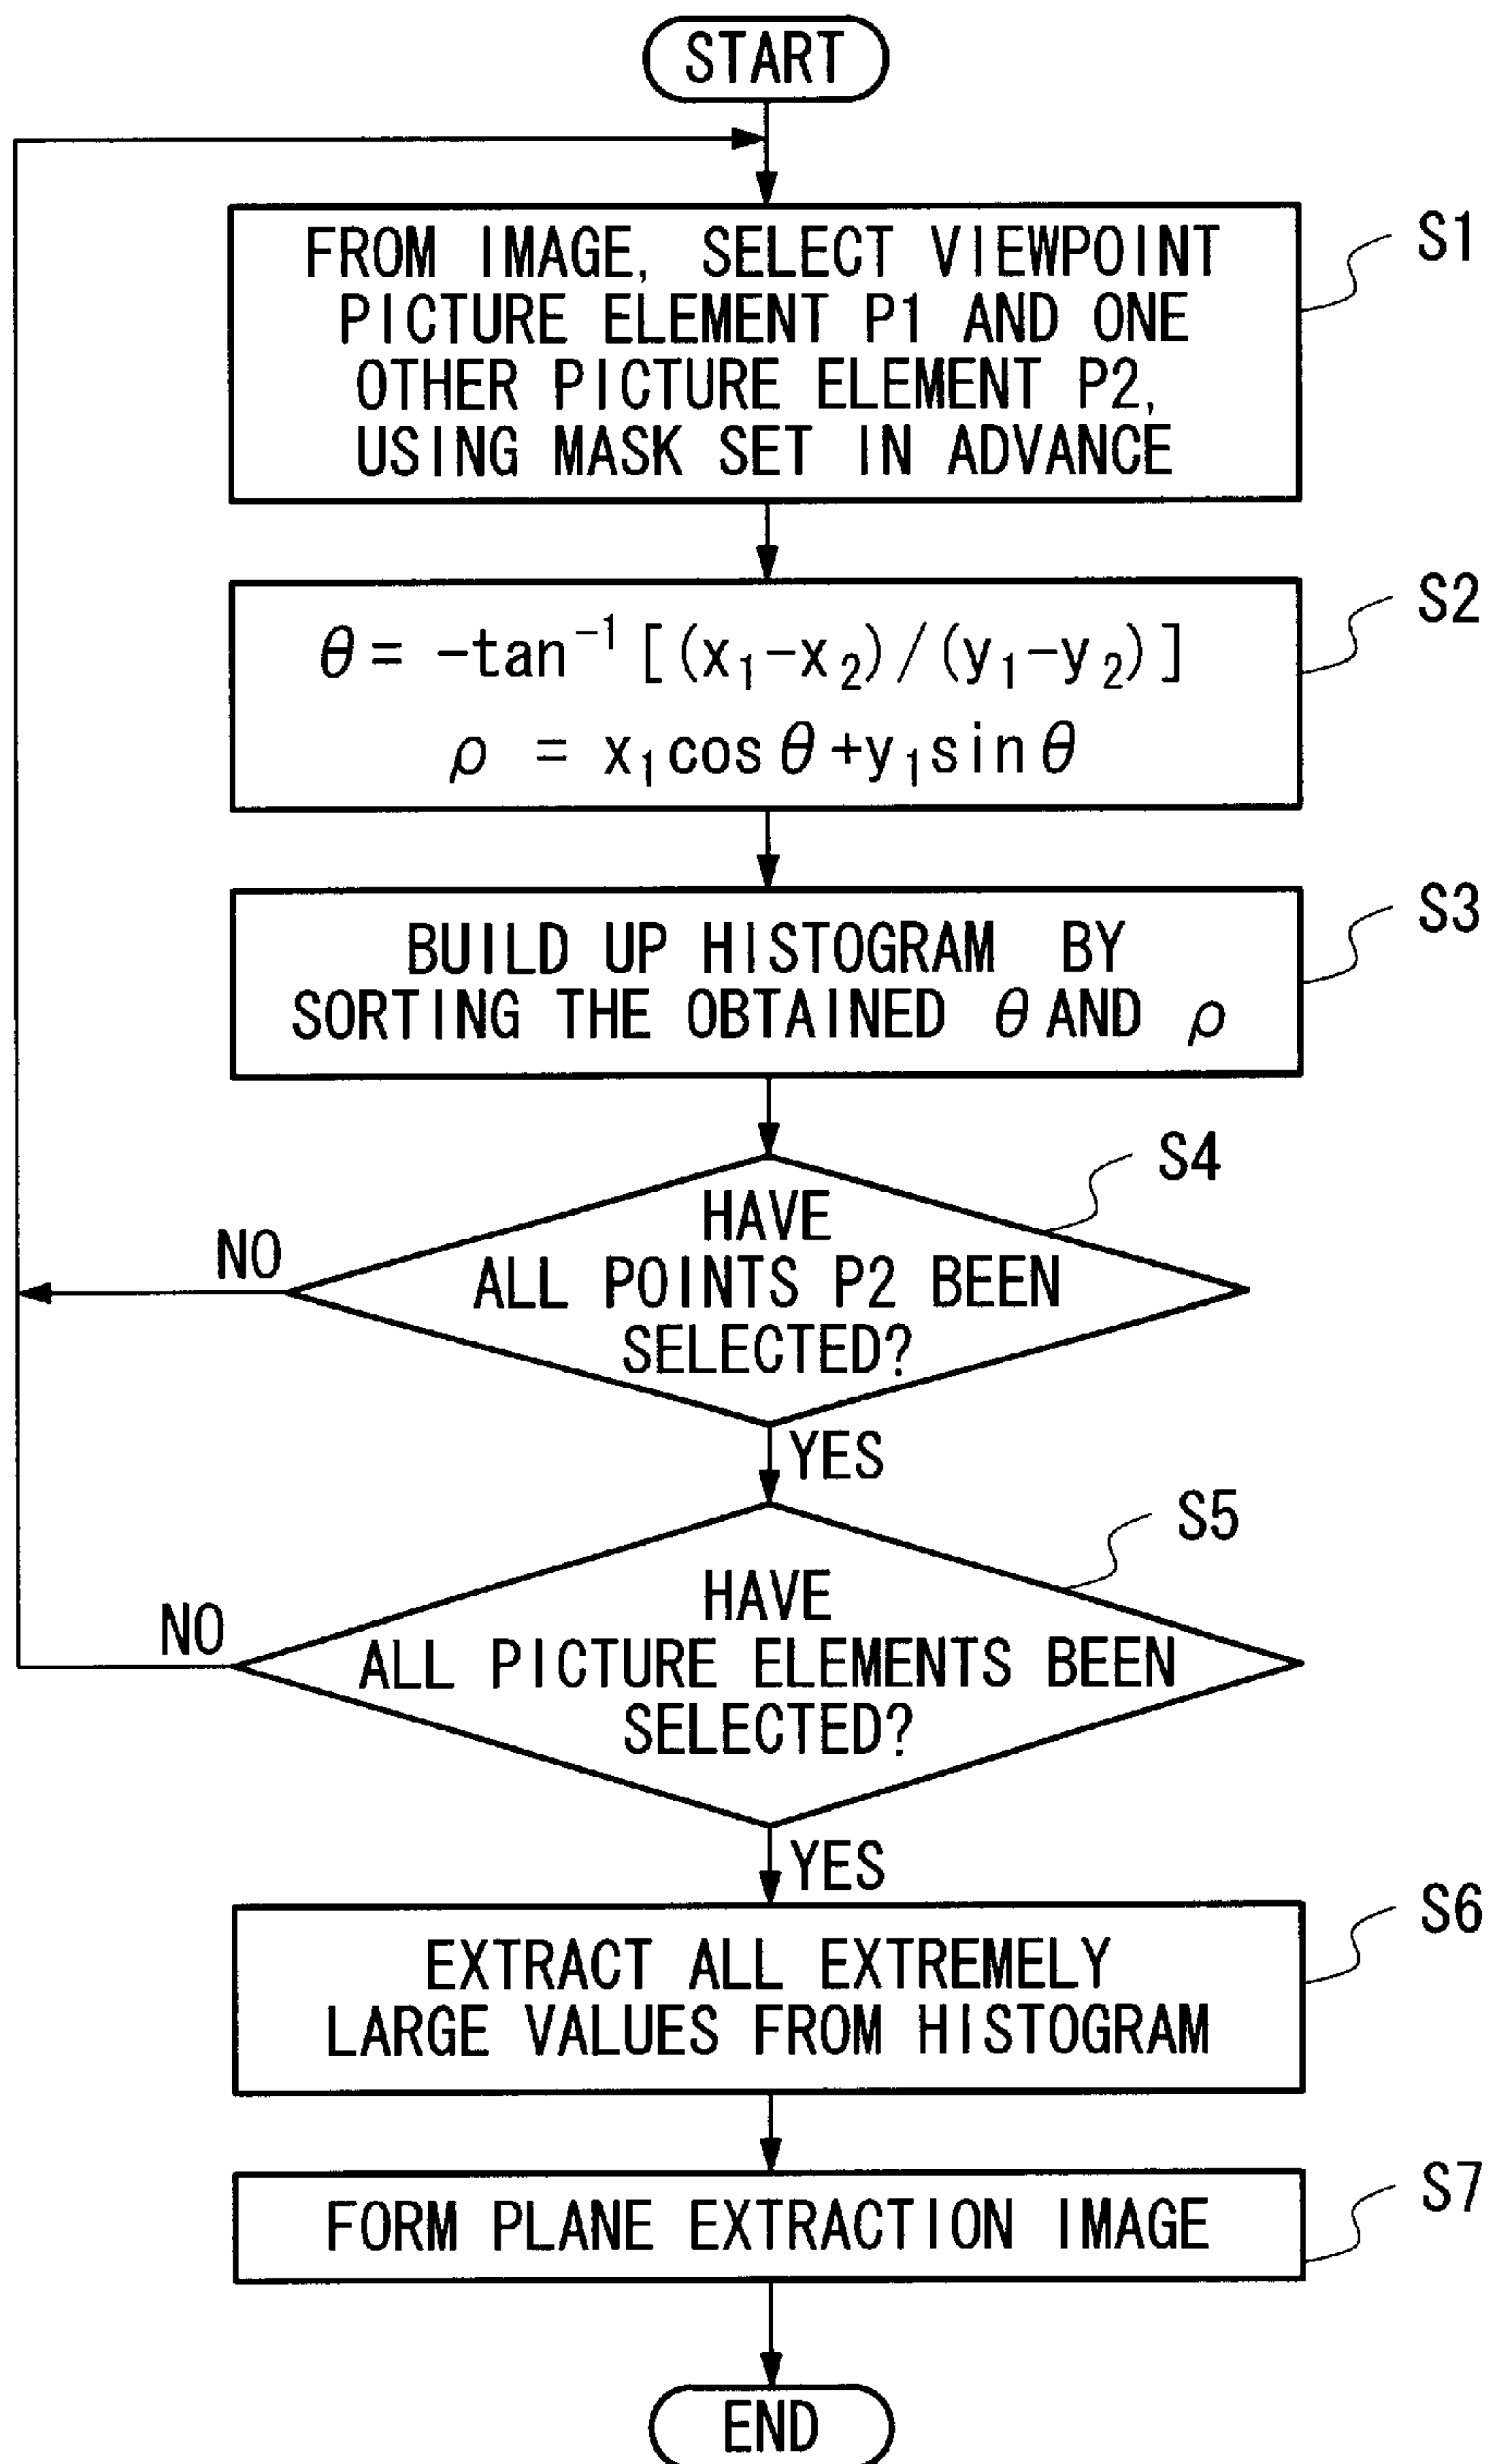 START
FROM IMAGE, SELECT VIEWPOINT
PICTURE ELEMENT P1 AND ONE
OTHER PICTURE ELEMENT P2,
USING MASK SET IN ADVANCE
S1
θ = -tan⁻¹ [(x₁-x₂)/(y₁-y₂)]
ρ = x₁cosθ+y₁sinθ
S2
BUILD UP HISTOGRAM BY
SORTING THE OBTAINED θ AND ρ
S3
HAVE
ALL POINTS P2 BEEN
SELECTED?
S4
NO
YES
HAVE
ALL PICTURE ELEMENTS BEEN
SELECTED?
S5
NO
YES
EXTRACT ALL EXTREMELY
LARGE VALUES FROM HISTOGRAM
S6
FORM PLANE EXTRACTION IMAGE
S7
END